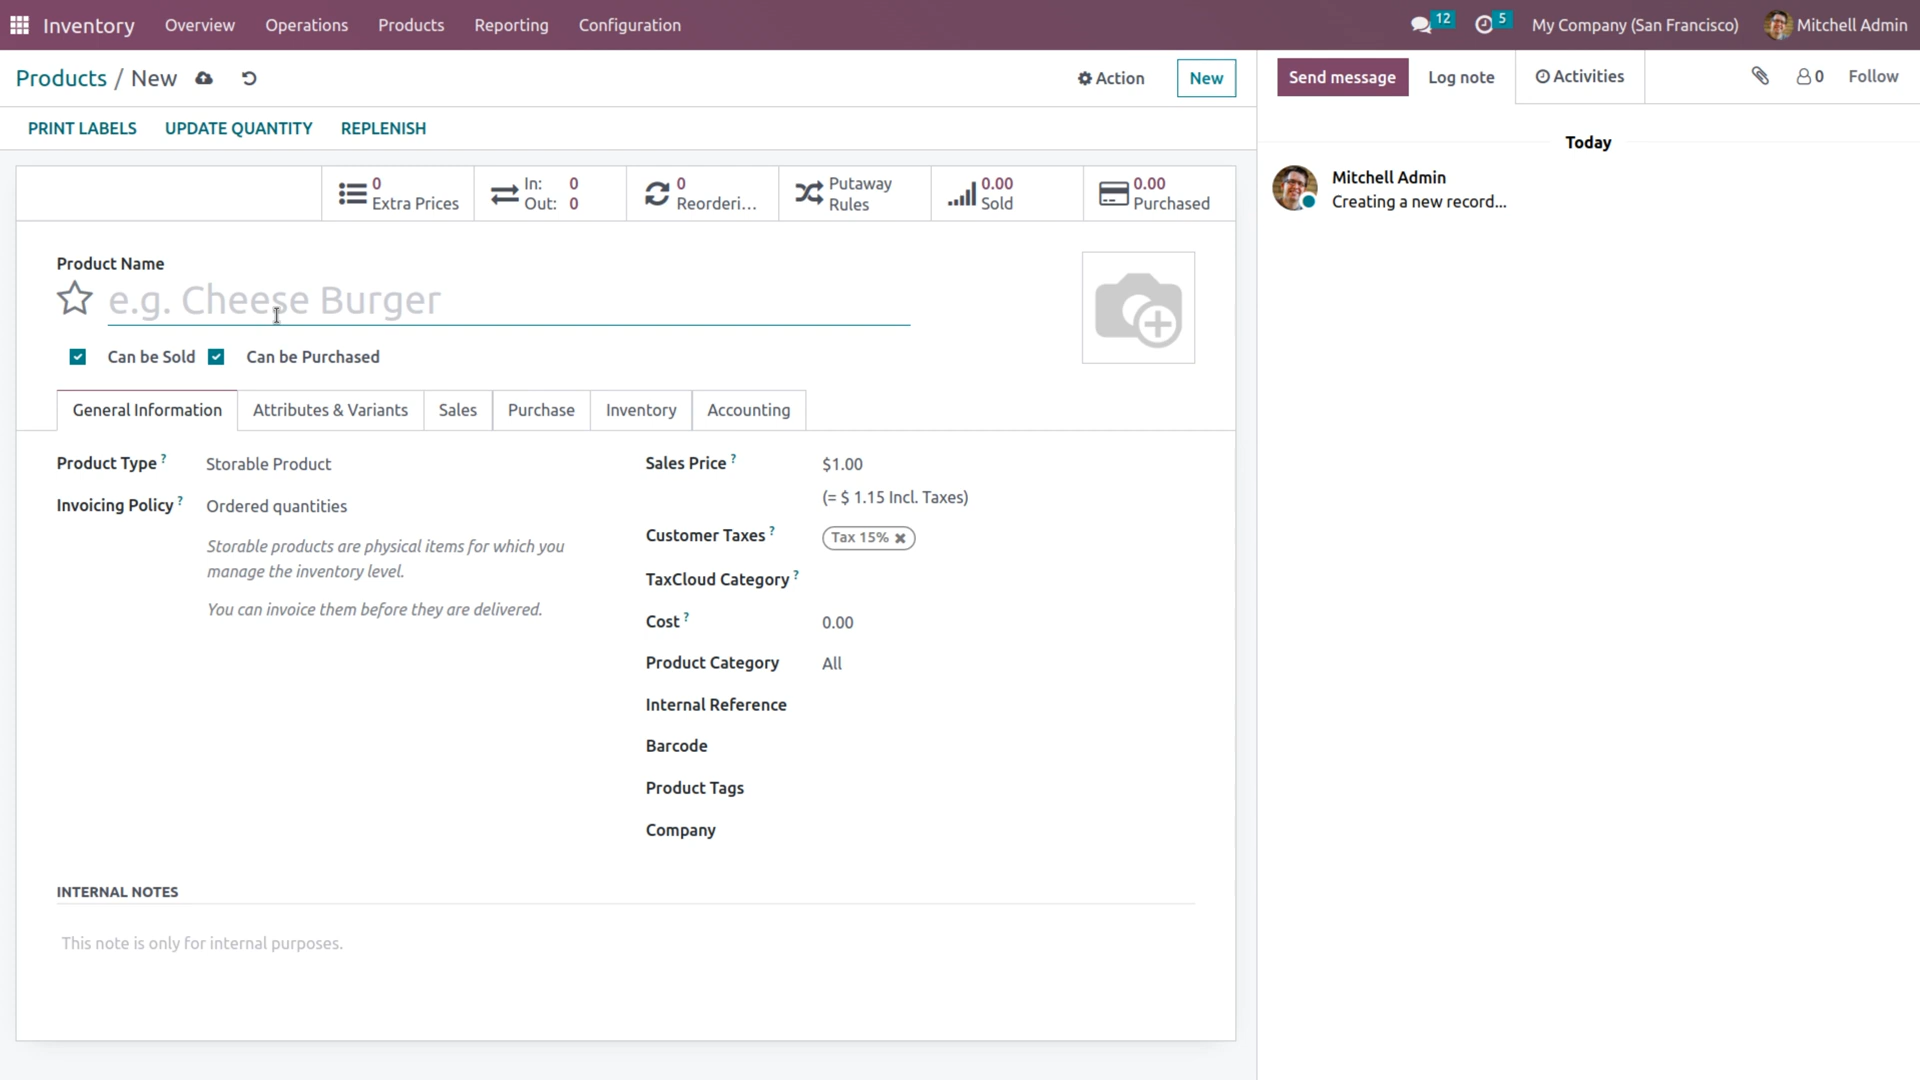 Inventory Overview Operations Products Reporting Configuration 12 5 My Company (San Francisco) Mitchell Admin
Products / New Action New
Send message Log note Activities 0 Follow
PRINT LABELS UPDATE QUANTITY REPLENISH
0 Extra Prices
In: 0
Out: 0
0 Reorderi...
Putaway Rules
0.00 Sold
0.00 Purchased
Product Name
e.g. Cheese Burger
Can be Sold Can be Purchased
General Information Attributes & Variants Sales Purchase Inventory Accounting
Product Type ? Storable Product
Invoicing Policy ? Ordered quantities
Storable products are physical items for which you
manage the inventory level.
You can invoice them before they are delivered.
Sales Price ? $1.00
(= $ 1.15 Incl. Taxes)
Customer Taxes ? Tax 15% ✖
TaxCloud Category ?
Cost ? 0.00
Product Category All
Internal Reference
Barcode
Product Tags
Company
INTERNAL NOTES
This note is only for internal purposes.
Today
Mitchell Admin
Creating a new record...